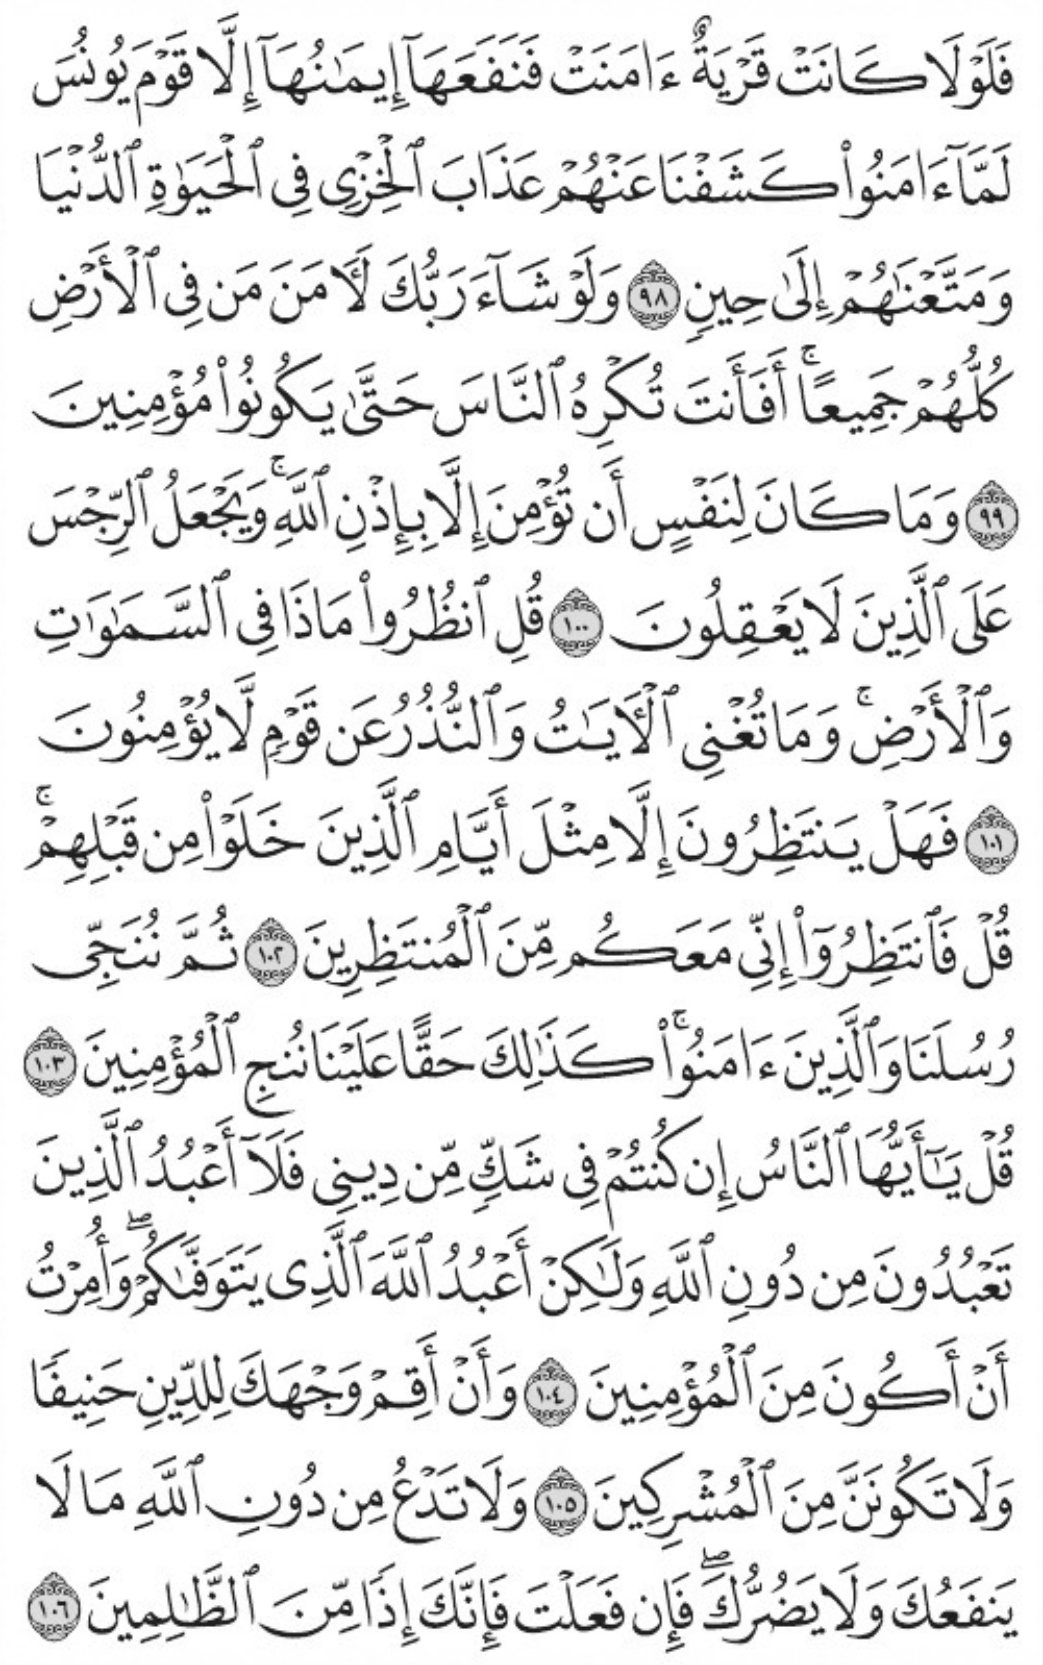 فَلَوۡلَا كَانَتۡ قَرۡيَةٌ ءَامَنَتۡ فَنَفَعَهَآ إِيمَٰنُهَآ إِلَّا قَوۡمَ يُونُسَ
لَمَّآ ءَامَنُواْ كَشَفۡنَا عَنۡهُمۡ عَذَابَ ٱلۡخِزۡيِ فِي ٱلۡحَيَوٰةِ ٱلدُّنۡيَا
وَمَتَّعۡنَٰهُمۡ إِلَىٰ حِينٖ ٩٨ وَلَوۡ شَآءَ رَبُّكَ لَأٓمَنَ مَن فِي ٱلۡأَرۡضِ
كُلُّهُمۡ جَمِيعًاۚ أَفَأَنتَ تُكۡرِهُ ٱلنَّاسَ حَتَّىٰ يَكُونُواْ مُؤۡمِنِينَ
٩٩ وَمَا كَانَ لِنَفۡسٍ أَن تُؤۡمِنَ إِلَّا بِإِذۡنِ ٱللَّهِۚ وَيَجۡعَلُ ٱلرِّجۡسَ
عَلَى ٱلَّذِينَ لَا يَعۡقِلُونَ ١٠٠ قُلِ ٱنظُرُواْ مَاذَا فِي ٱلسَّمَٰوَٰتِ
وَٱلۡأَرۡضِۚ وَمَا تُغۡنِي ٱلۡأٓيَٰتُ وَٱلنُّذُرُ عَن قَوۡمٖ لَّا يُؤۡمِنُونَ
١٠١ فَهَلۡ يَنتَظِرُونَ إِلَّا مِثۡلَ أَيَّامِ ٱلَّذِينَ خَلَوۡاْ مِن قَبۡلِهِمۡۚ
قُلۡ فَٱنتَظِرُوٓاْ إِنِّي مَعَكُم مِّنَ ٱلۡمُنتَظِرِينَ ١٠٢ ثُمَّ نُنَجِّي
رُسُلَنَا وَٱلَّذِينَ ءَامَنُواْۚ كَذَٰلِكَ حَقًّا عَلَيۡنَا نُنجِ ٱلۡمُؤۡمِنِينَ ١٠٣
قُلۡ يَٰٓأَيُّهَا ٱلنَّاسُ إِن كُنتُمۡ فِي شَكّٖ مِّن دِينِي فَلَآ أَعۡبُدُ ٱلَّذِينَ
تَعۡبُدُونَ مِن دُونِ ٱللَّهِ وَلَٰكِنۡ أَعۡبُدُ ٱللَّهَ ٱلَّذِي يَتَوَفَّىٰكُمۡۖ وَأُمِرۡتُ
أَنۡ أَكُونَ مِنَ ٱلۡمُؤۡمِنِينَ ١٠٤ وَأَنۡ أَقِمۡ وَجۡهَكَ لِلدِّينِ حَنِيفٗا
وَلَا تَكُونَنَّ مِنَ ٱلۡمُشۡرِكِينَ ١٠٥ وَلَا تَدۡعُ مِن دُونِ ٱللَّهِ مَا لَا
يَنفَعُكَ وَلَا يَضُرُّكَۖ فَإِن فَعَلۡتَ فَإِنَّكَ إِذٗا مِّنَ ٱلظَّٰلِمِينَ ١٠٦